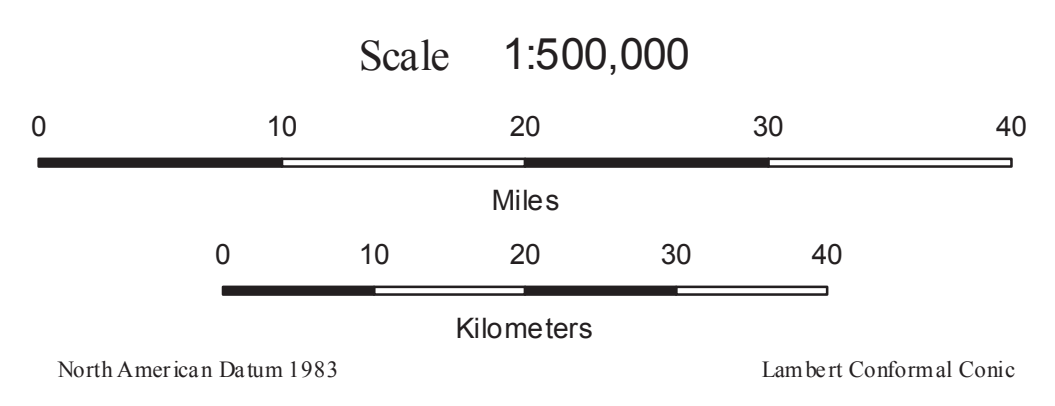 Scale 1:500,000
0 10 20 30 40
Miles
0 10 20 30 40
Kilometers
North American Datum 1983 Lambert Conformal Conic